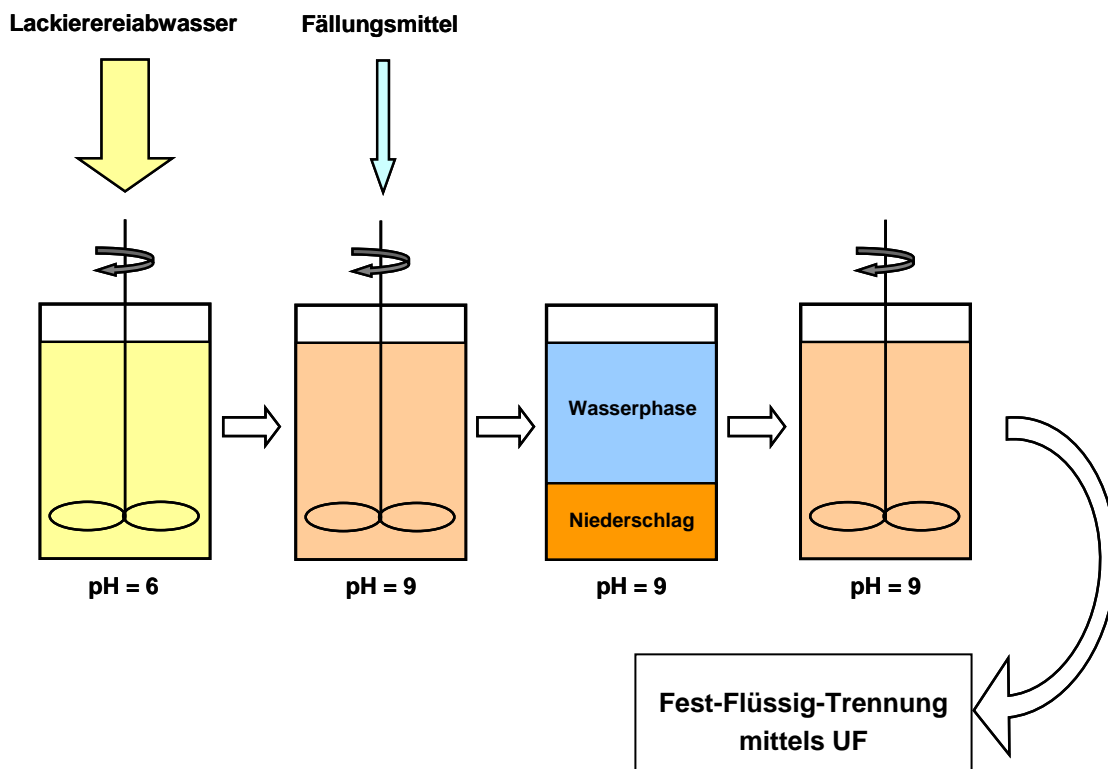 Lackierereiabwasser
Fällungsmittel
Wasserphase
Niederschlag
pH = 6
pH = 9
pH = 9
pH = 9
Fest-Flüssig-Trennung
mittels UF